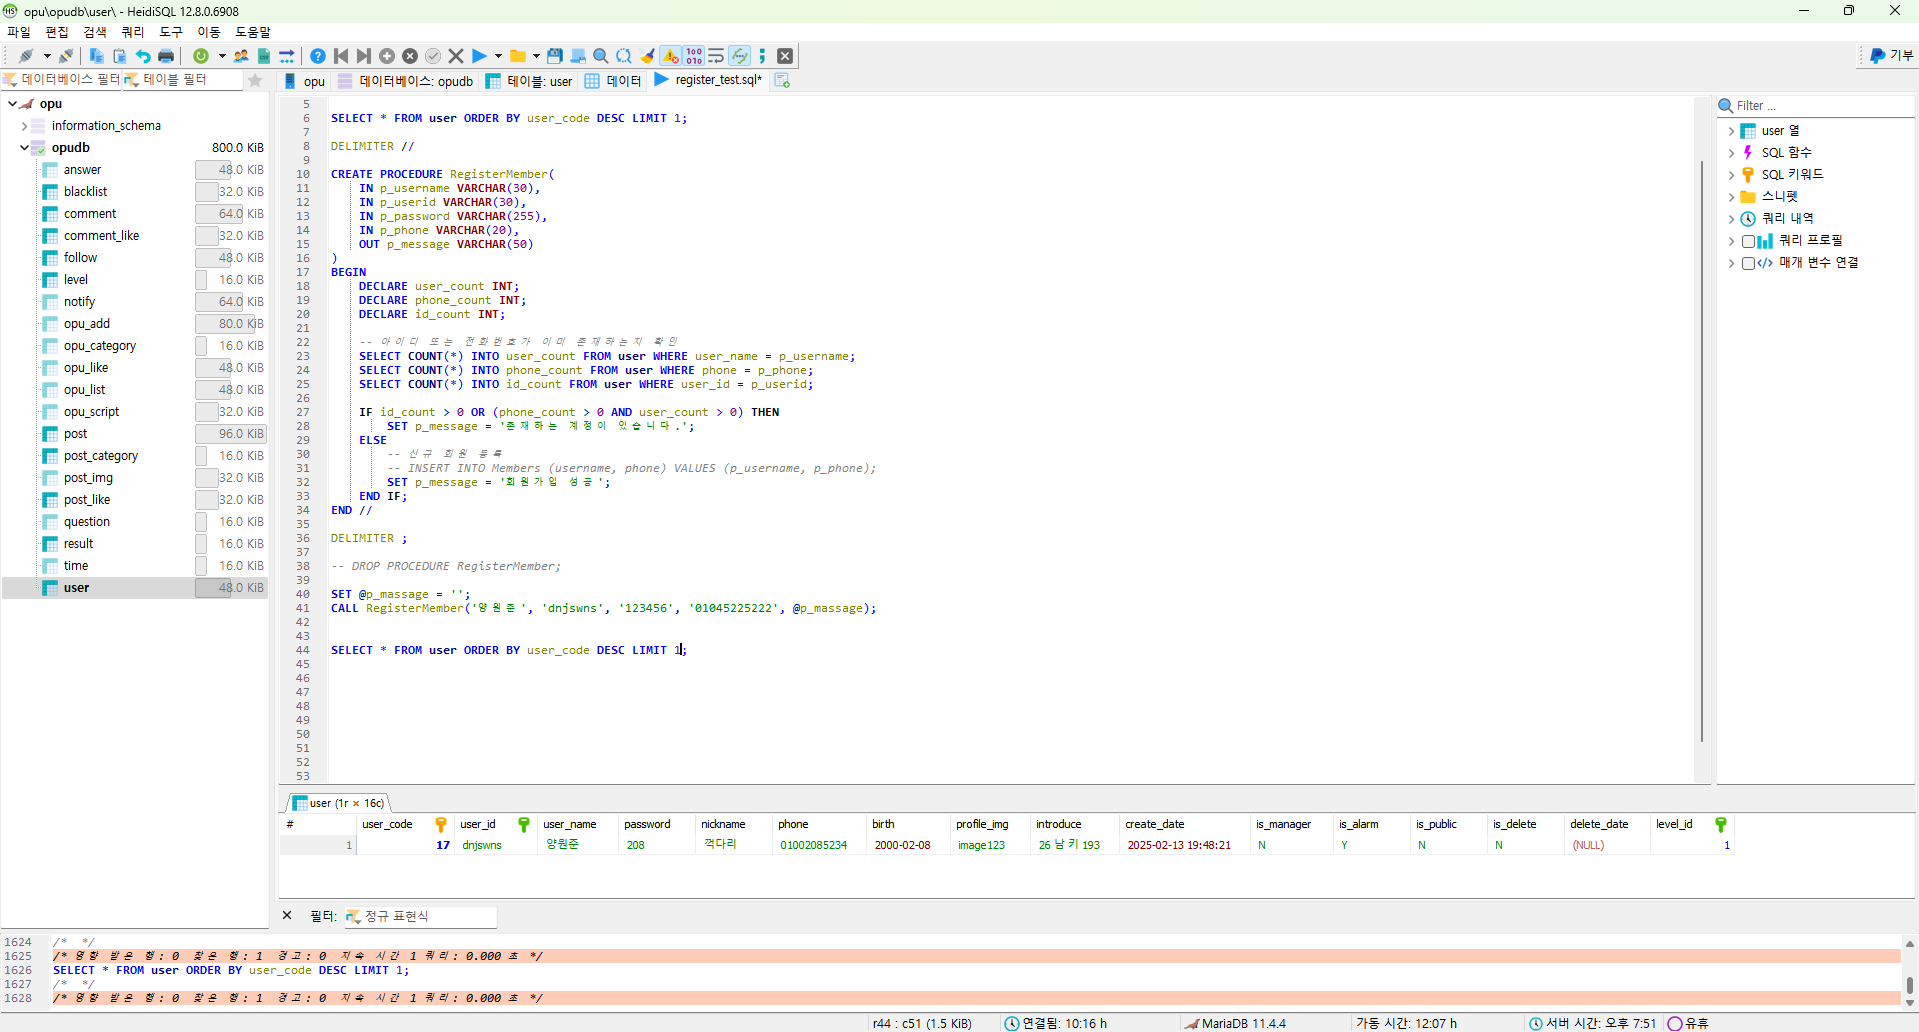 opu\opudb\user\ - HeidiSQL 12.8.0.6908
파일 편집 검색 쿼리 도구 이동 도움말
기부
데이터베이스 필터 테이블 필터
opu 데이터베이스: opudb 테이블: user 데이터 register_test.sql*
opu
information_schema
opudb 800.0 KiB
answer 48.0 KiB
blacklist 32.0 KiB
comment 64.0 KiB
comment_like 32.0 KiB
follow 48.0 KiB
level 16.0 KiB
notify 64.0 KiB
opu_add 80.0 KiB
opu_category 16.0 KiB
opu_like 48.0 KiB
opu_list 48.0 KiB
opu_script 32.0 KiB
post 96.0 KiB
post_category 16.0 KiB
post_img 32.0 KiB
post_like 32.0 KiB
question 16.0 KiB
result 16.0 KiB
time 16.0 KiB
user 48.0 KiB
5
6 SELECT * FROM user ORDER BY user_code DESC LIMIT 1;
7
8 DELIMITER //
9
10 CREATE PROCEDURE RegisterMember(
11 IN p_username VARCHAR(30),
12 IN p_userid VARCHAR(30),
13 IN p_password VARCHAR(255),
14 IN p_phone VARCHAR(20),
15 OUT p_message VARCHAR(50)
16 )
17 BEGIN
18 DECLARE user_count INT;
19 DECLARE phone_count INT;
20 DECLARE id_count INT;
21
22 -- 아이디 또는 전화번호가 이미 존재하는지 확인
23 SELECT COUNT(*) INTO user_count FROM user WHERE user_name = p_username;
24 SELECT COUNT(*) INTO phone_count FROM user WHERE phone = p_phone;
25 SELECT COUNT(*) INTO id_count FROM user WHERE user_id = p_userid;
26
27 IF id_count > 0 OR (phone_count > 0 AND user_count > 0) THEN
28 SET p_message = '존재하는 계정이 있습니다.';
29 ELSE
30 -- 신규 회원 등록
31 -- INSERT INTO Members (username, phone) VALUES (p_username, p_phone);
32 SET p_message = '회원가입 성공';
33 END IF;
34 END //
35
36 DELIMITER ;
37
38 -- DROP PROCEDURE RegisterMember;
39
40 SET @p_massage = '';
41 CALL RegisterMember('양원준', 'dnjswns', '123456', '01045225222', @p_massage);
42
43
44 SELECT * FROM user ORDER BY user_code DESC LIMIT 1;
45
46
47
48
49
50
51
52
53
Filter ...
user 열
SQL 함수
SQL 키워드
스니펫
쿼리 내역
쿼리 프로필
매개 변수 연결
user (1r × 16c)
# user_code user_id user_name password nickname phone birth profile_img introduce create_date is_manager is_alarm is_public is_delete delete_date level_id
1 17 dnjswns 양원준 208 꺽다리 01002085234 2000-02-08 image123 26 남 키 193 2025-02-13 19:48:21 N Y N N (NULL) 1
필터: 정규 표현식
1624 /* */
1625 /* 영향 받은 행: 0 찾은 행: 1 경고: 0 지속 시간 1 쿼리: 0.000 초 */
1626 SELECT * FROM user ORDER BY user_code DESC LIMIT 1;
1627 /* */
1628 /* 영향 받은 행: 0 찾은 행: 1 경고: 0 지속 시간 1 쿼리: 0.000 초 */
r44 : c51 (1.5 KiB) 연결됨: 10:16 h MariaDB 11.4.4 가동 시간: 12:07 h 서버 시간: 오후 7:51 유휴